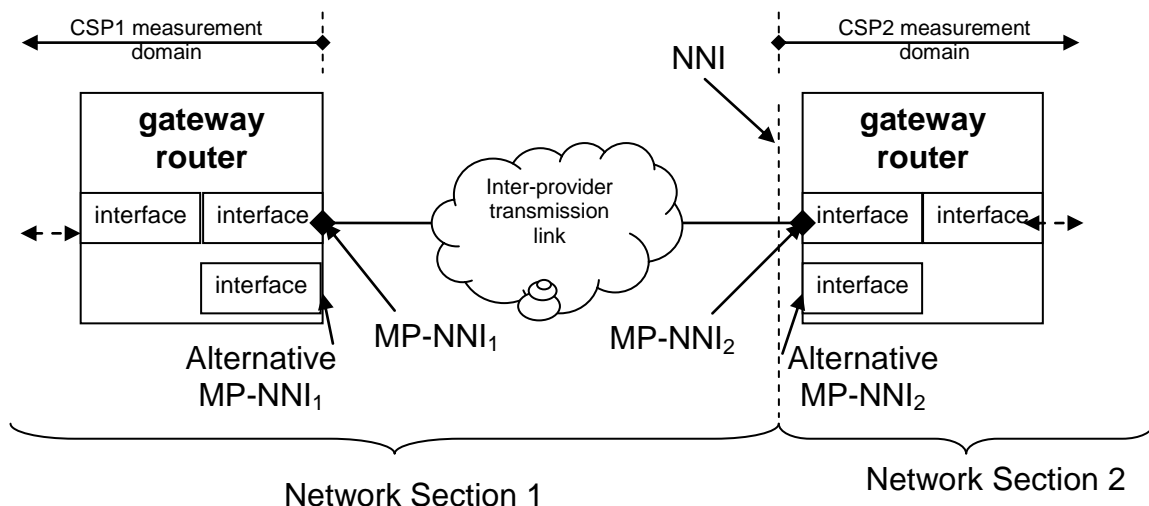 CSP1 measurement
domain
CSP2 measurement
domain
NNI
gateway
router
gateway
router
interface
interface
Inter-provider
transmission
link
interface
interface
interface
interface
MP-NNI₁
MP-NNI₂
Alternative
MP-NNI₁
Alternative
MP-NNI₂
Network Section 1
Network Section 2